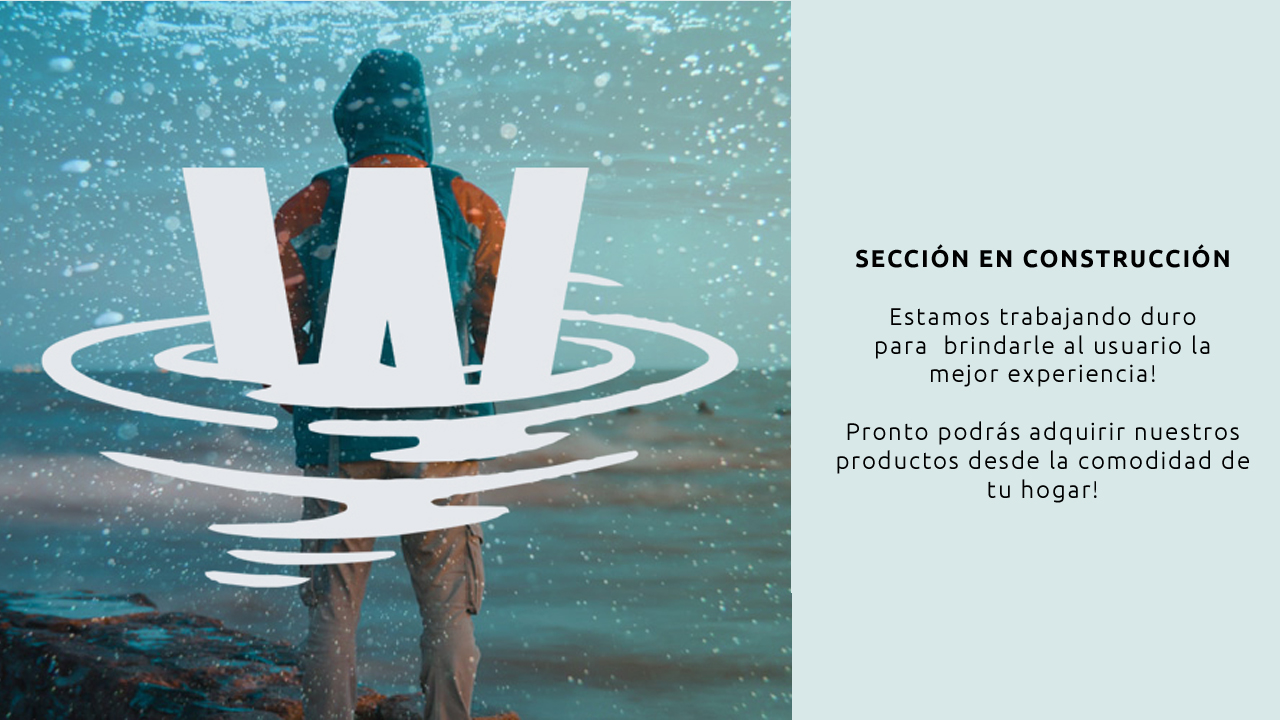 W
SECCIÓN EN CONSTRUCCIÓN
Estamos trabajando duro
para  brindarle al usuario la
mejor experiencia!
Pronto podrás adquirir nuestros
productos desde la comodidad de
tu hogar!